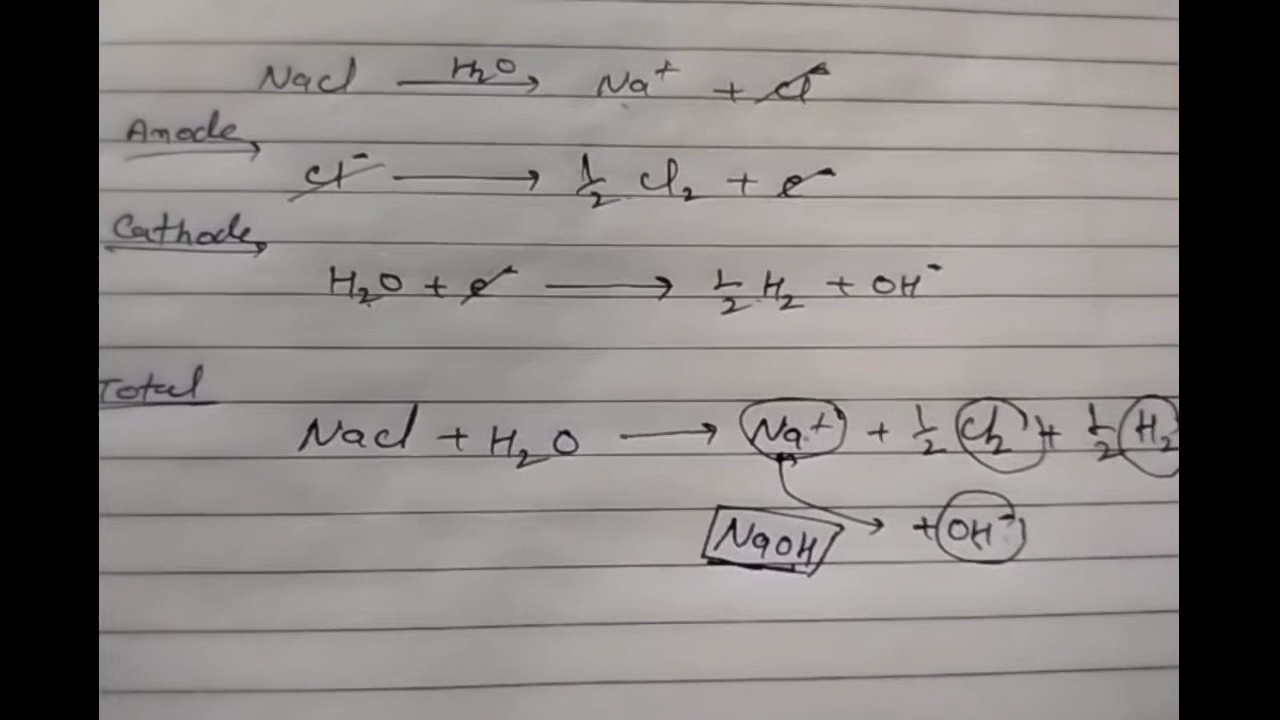 Nacl —H2O→ Na+ + Cl-
Anode
Cl- → 1/2 Cl2 + e-
Cathode
H2O + e- → 1/2 H2 + OH-
Total
Nacl + H2O → Na+ + 1/2 Cl2 + 1/2 H2
NaOH → + OH-